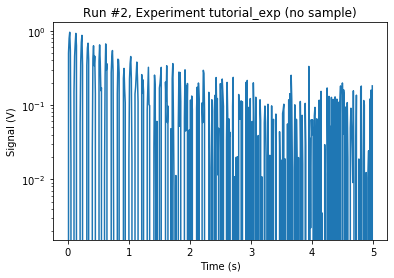 Run #2, Experiment tutorial_exp (no sample)
Signal (V)
10⁰
10⁻¹
10⁻²
0 1 2 3 4 5
Time (s)